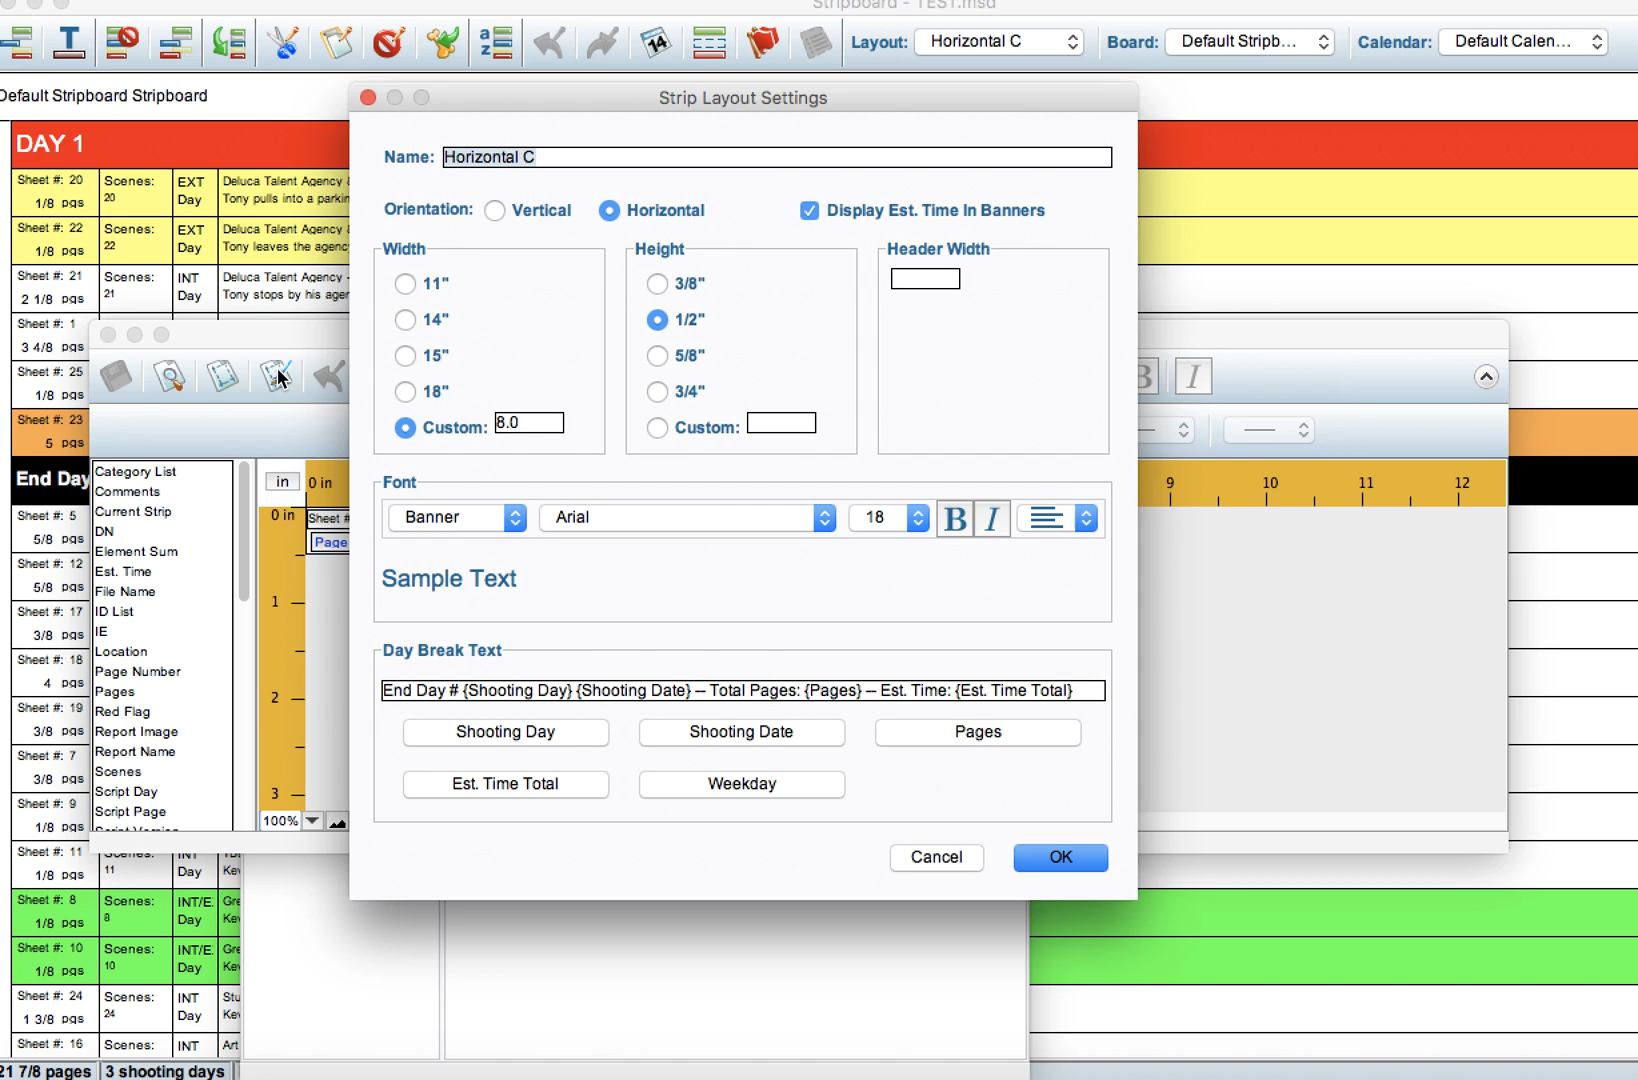 Stripboard - TEST.msd
T
a
z
14
Layout: Horizontal C
Board: Default Stripb...
Calendar: Default Calen...
Default Stripboard Stripboard
DAY 1
Sheet #: 20 Scenes: EXT Deluca Talent Agency
1/8 pgs 20 Day Tony pulls into a parkin
Sheet #: 22 Scenes: EXT Deluca Talent Agency
1/8 pgs 22 Day Tony leaves the agenc
Sheet #: 21 Scenes: INT Deluca Talent Agency -
2 1/8 pgs 21 Day Tony stops by his ager
Sheet #: 1
3 4/8 pgs
Sheet #: 25
1/8 pgs
Sheet #: 23
5 pgs
End Day
Sheet #: 5
5/8 pgs
Sheet #: 12
5/8 pgs
Sheet #: 17
3/8 pgs
Sheet #: 18
4 pgs
Sheet #: 19
3/8 pgs
Sheet #: 7
3/8 pgs
Sheet #: 9
1/8 pgs
Sheet #: 11 Scenes: INT
1/8 pgs 11 Day Kev
Sheet #: 8 Scenes: INT/E. Gre
1/8 pgs 8 Day Kev
Sheet #: 10 Scenes: INT/E. Gre
1/8 pgs 10 Day Kev
Sheet #: 24 Scenes: INT Stu
1 3/8 pgs 24 Day Kev
Sheet #: 16 Scenes: INT Art
21 7/8 pages 3 shooting days
Category List
Comments
Current Strip
DN
Element Sum
Est. Time
File Name
ID List
IE
Location
Page Number
Pages
Red Flag
Report Image
Report Name
Scenes
Script Day
Script Page
Script Version
in 0 in
0 in
Sheet #
Page
1
2
3
100%
B I
9 10 11 12
Strip Layout Settings
Name: Horizontal C
Orientation: Vertical Horizontal Display Est. Time In Banners
Width
11"
14"
15"
18"
Custom: 8.0
Height
3/8"
1/2"
5/8"
3/4"
Custom:
Header Width
Font
Banner Arial 18 B I
Sample Text
Day Break Text
End Day # {Shooting Day} {Shooting Date} -- Total Pages: {Pages} -- Est. Time: {Est. Time Total}
Shooting Day Shooting Date Pages
Est. Time Total Weekday
Cancel OK